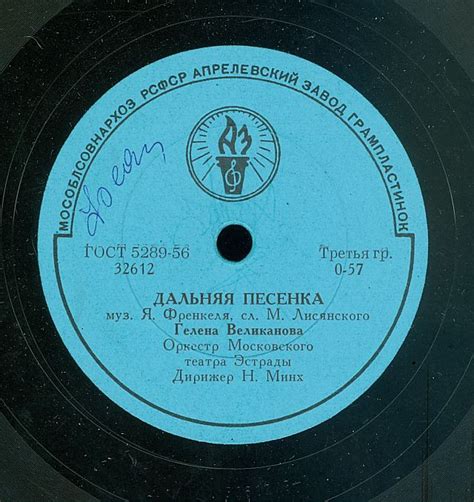 МОСОБЛСОВНАРХОЗ РСФСР АПРЕЛЕВСКИЙ ЗАВОД ГРАМПЛАСТИНОК
АЗ
ГОСТ 5289-56
32612
Третья гр.
0-57
ДАЛЬНЯЯ ПЕСЕНКА
муз. Я. Френкеля, сл. М. Лисянского
Гелена Великанова
Оркестр Московского
театра Эстрады
Дирижер Н. Минх